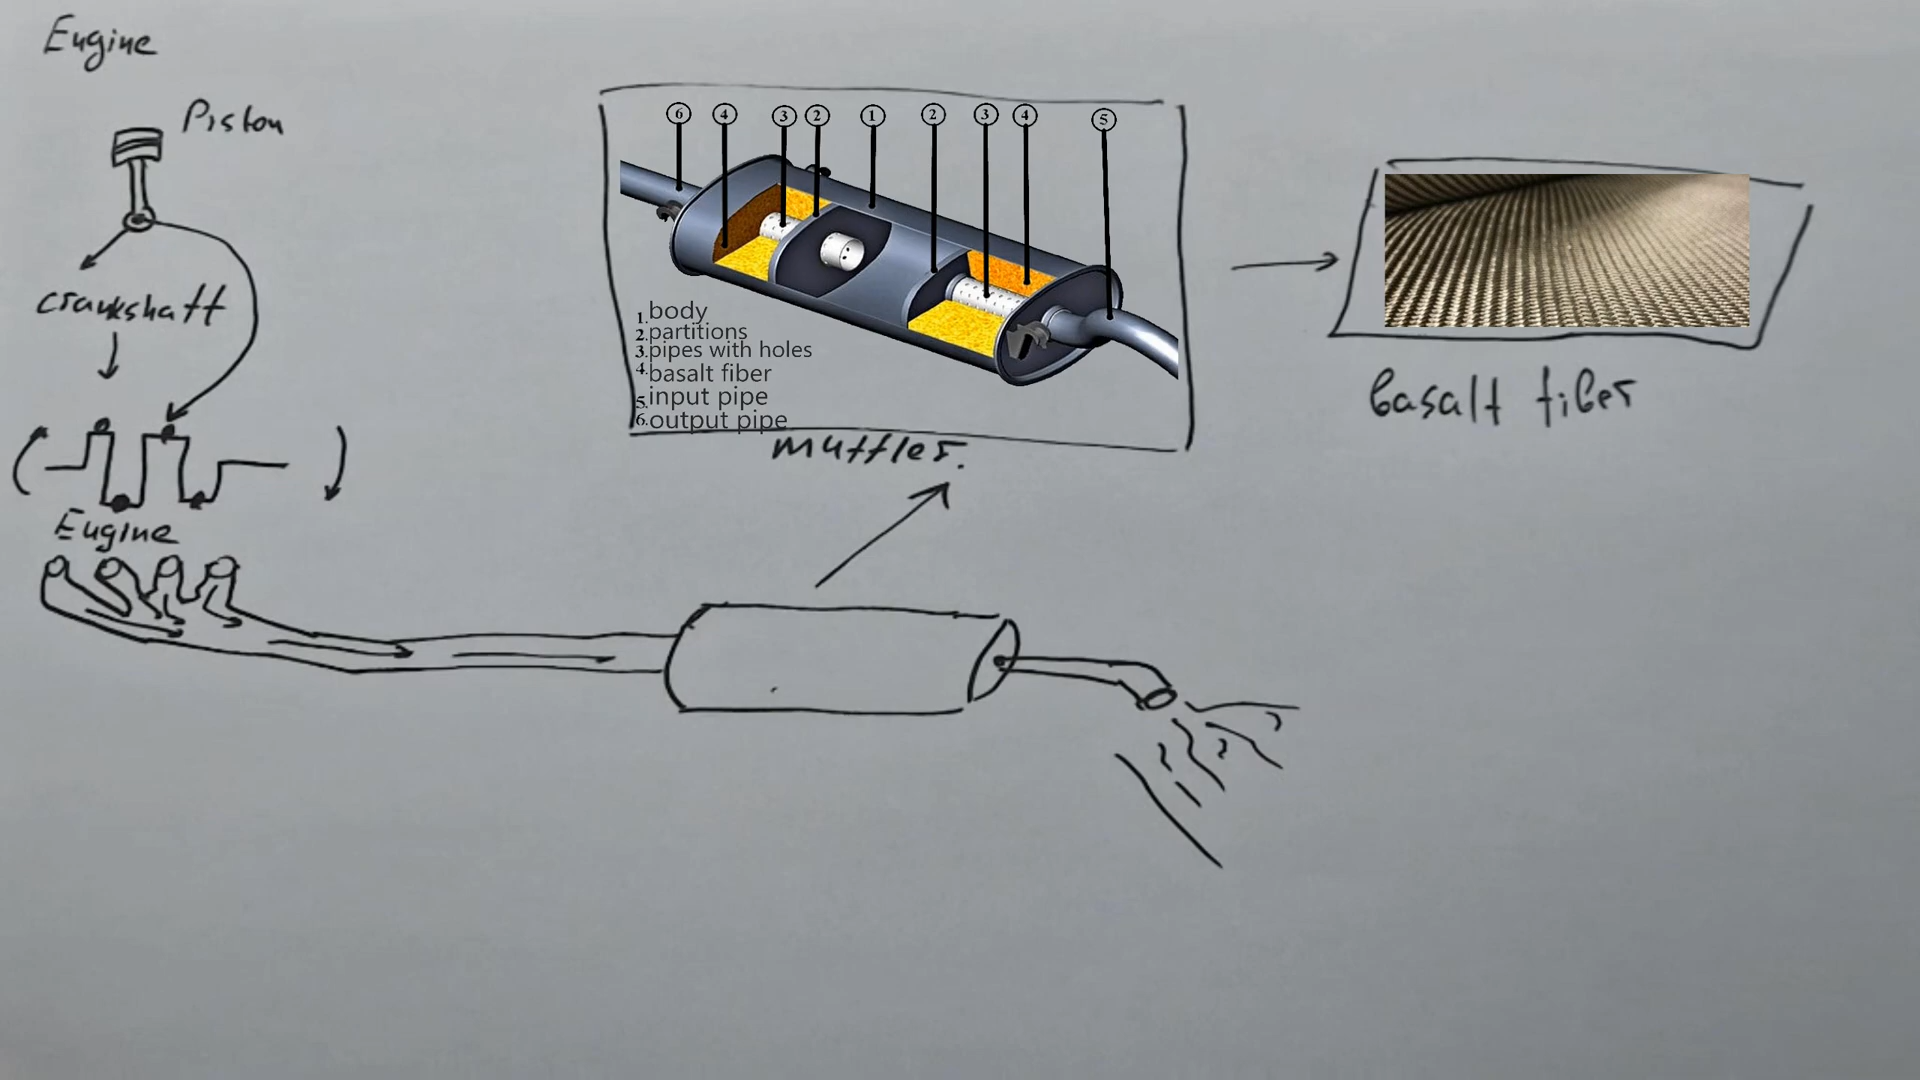 Engine
Piston
crankshaft
Engine
6 4 3 2 1 2 3 4 5
1. body
2. partitions
3. pipes with holes
4. basalt fiber
5. input pipe
6. output pipe
muffler.
basalt fiber